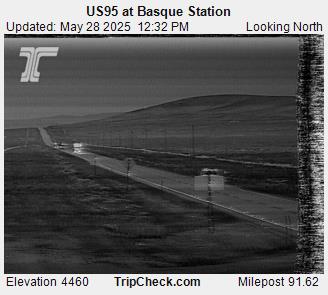 US95 at Basque Station
Updated: May 28 2025 12:32 PM Looking North
Elevation 4460 TripCheck.com Milepost 91.62